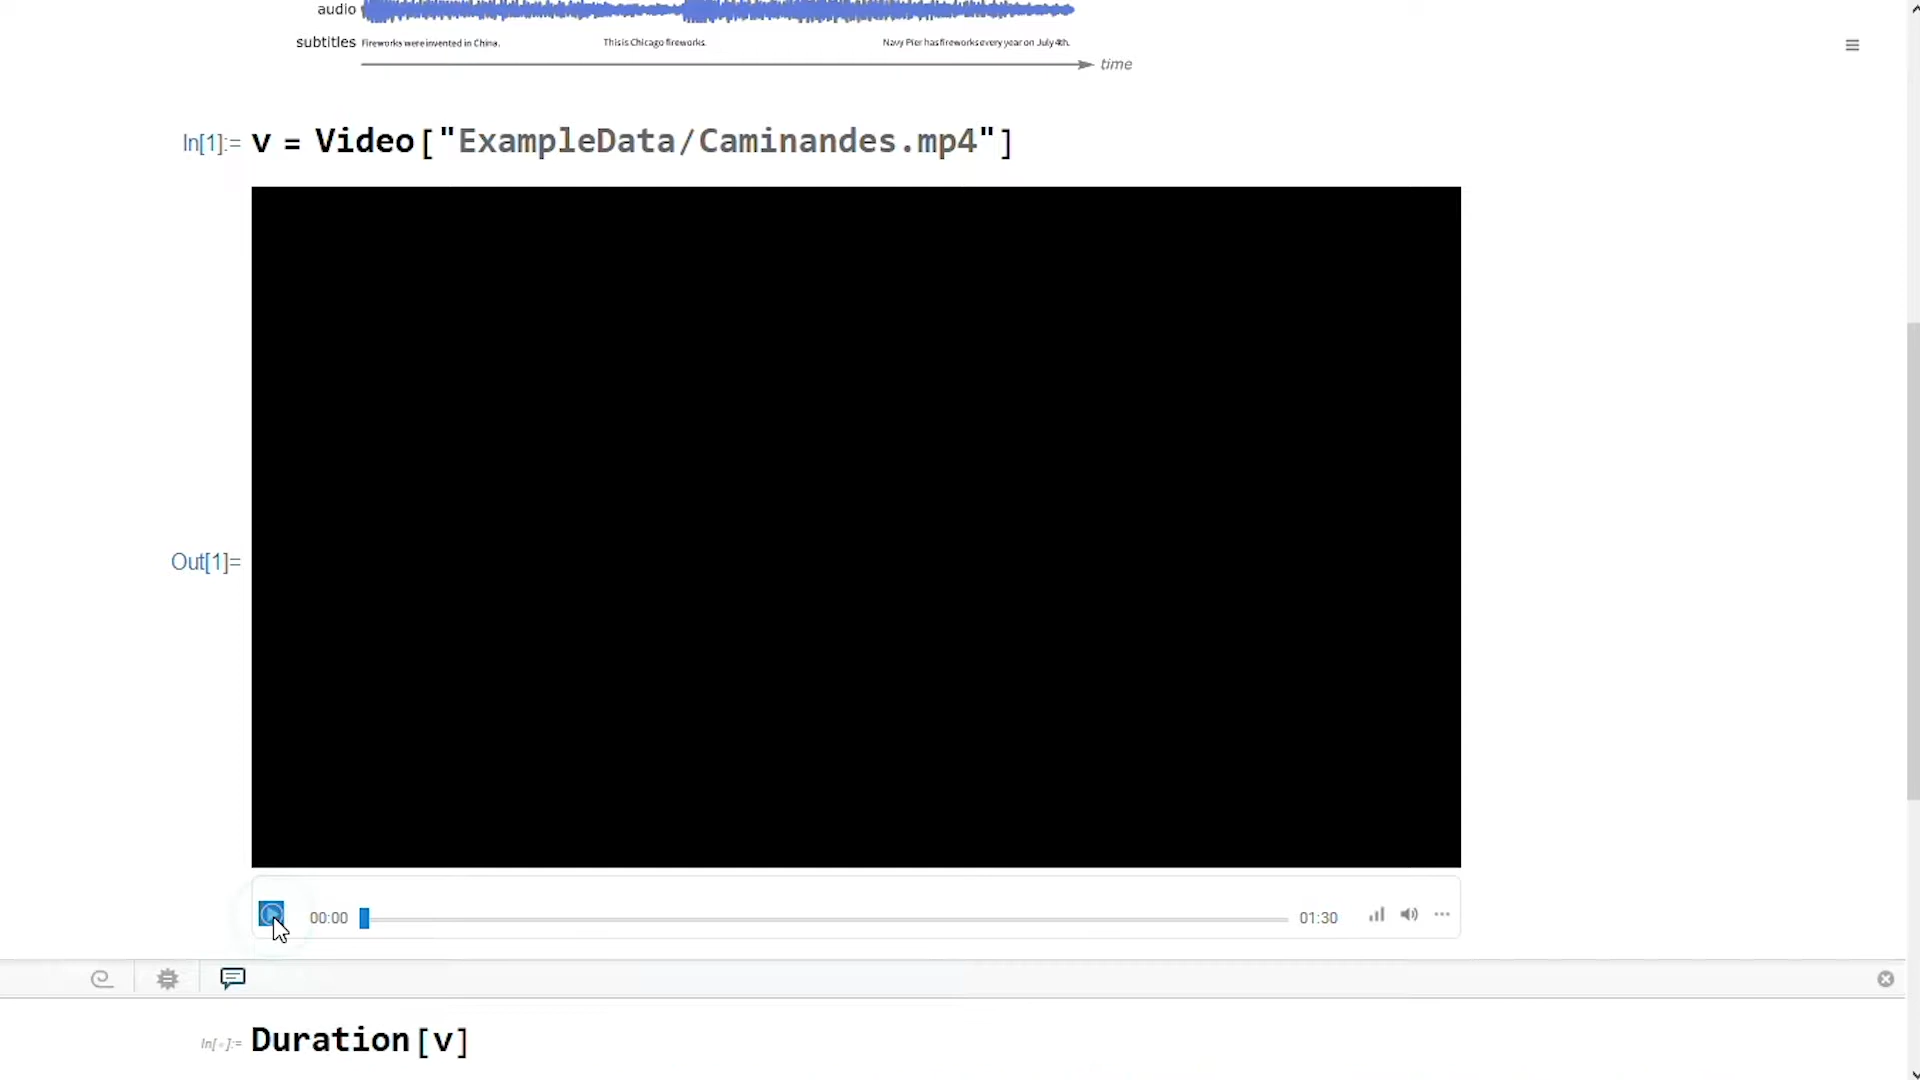 audio
subtitles Fireworks were invented in China. This is Chicago fireworks. Navy Pier has fireworks every year on July 4th.
time
In[1]:= v = Video["ExampleData/Caminandes.mp4"]
Out[1]=
00:00 01:30
In[◦]:= Duration[v]